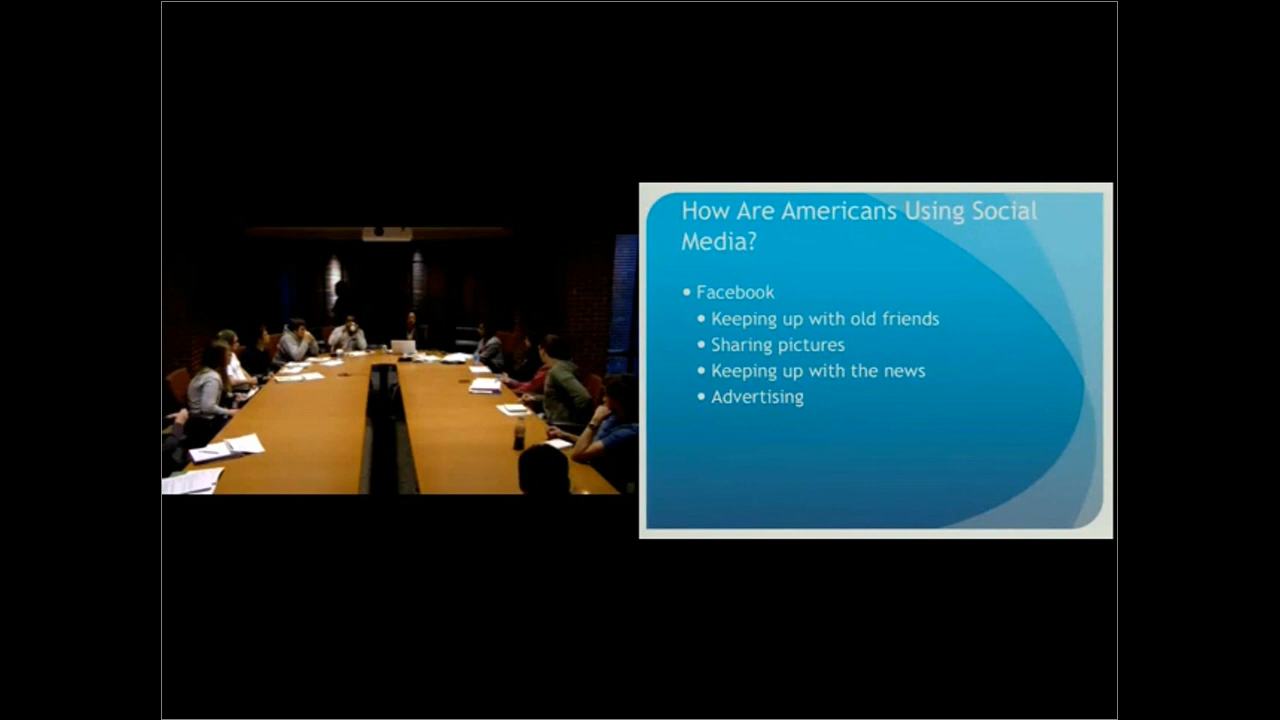 How Are Americans Using Social
Media?
• Facebook
• Keeping up with old friends
• Sharing pictures
• Keeping up with the news
• Advertising